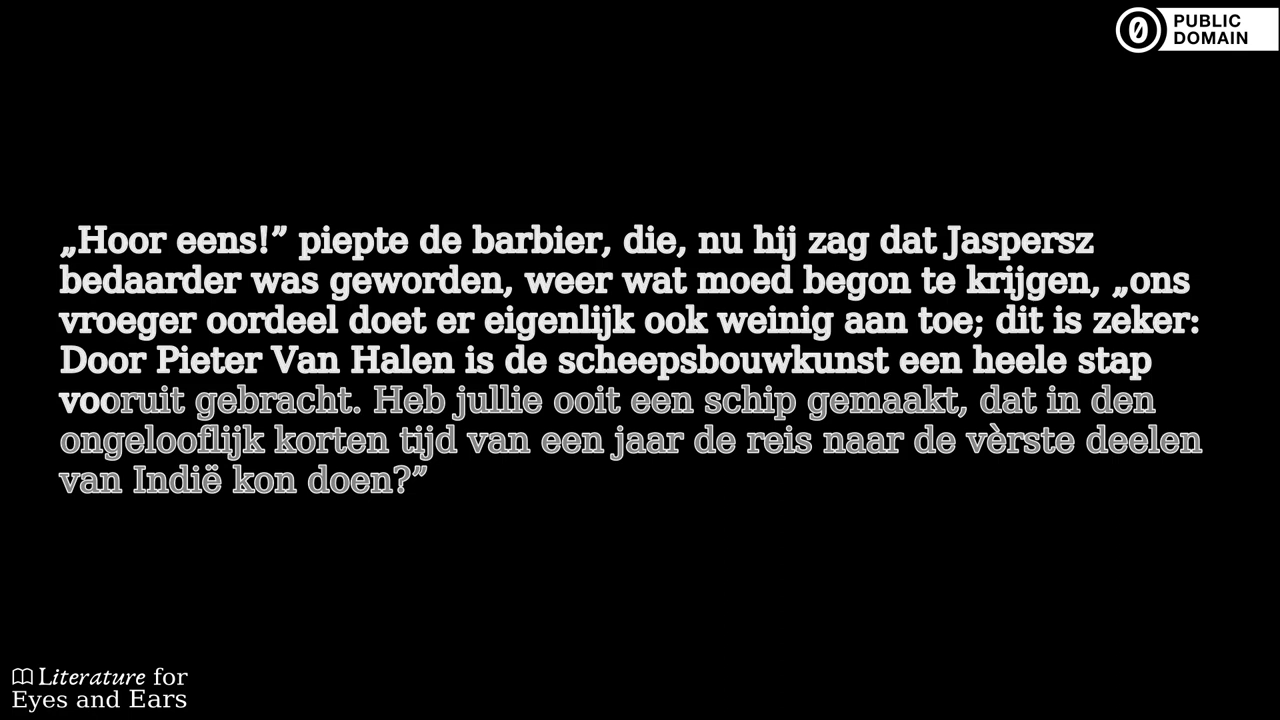 PUBLIC
DOMAIN
„Hoor eens!” piepte de barbier, die, nu hij zag dat Jaspersz
bedaarder was geworden, weer wat moed begon te krijgen, „ons
vroeger oordeel doet er eigenlijk ook weinig aan toe; dit is zeker:
Door Pieter Van Halen is de scheepsbouwkunst een heele stap
vooruit gebracht. Heb jullie ooit een schip gemaakt, dat in den
ongelooflijk korten tijd van een jaar de reis naar de vèrste deelen
van Indië kon doen?”
Literature for
Eyes and Ears